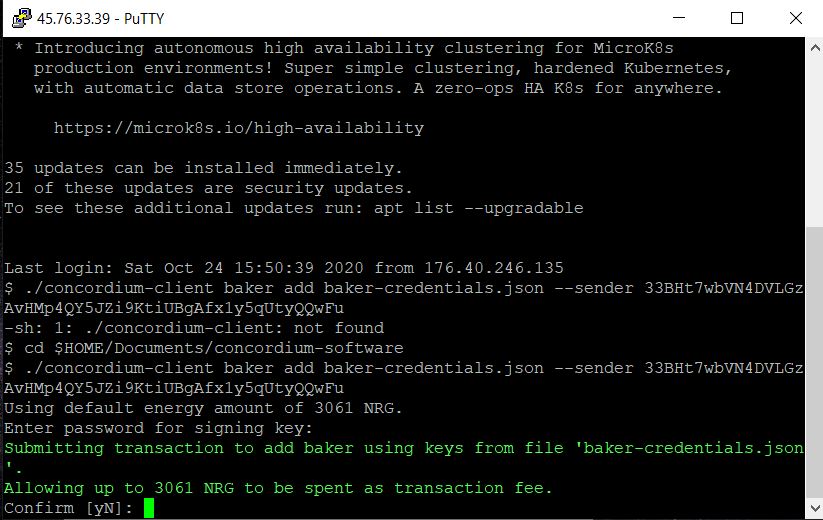 45.76.33.39 - PuTTY
* Introducing autonomous high availability clustering for MicroK8s
production environments! Super simple clustering, hardened Kubernetes,
with automatic data store operations. A zero-ops HA K8s for anywhere.
https://microk8s.io/high-availability
35 updates can be installed immediately.
21 of these updates are security updates.
To see these additional updates run: apt list --upgradable
Last login: Sat Oct 24 15:50:39 2020 from 176.40.246.135
$ ./concordium-client baker add baker-credentials.json --sender 33BHt7wbVN4DVLGz
AvHMp4QY5JZi9KtiUBgAfx1y5qUtyQQwFu
-sh: 1: ./concordium-client: not found
$ cd $HOME/Documents/concordium-software
$ ./concordium-client baker add baker-credentials.json --sender 33BHt7wbVN4DVLGz
AvHMp4QY5JZi9KtiUBgAfx1y5qUtyQQwFu
Using default energy amount of 3061 NRG.
Enter password for signing key:
Submitting transaction to add baker using keys from file 'baker-credentials.json
'.
Allowing up to 3061 NRG to be spent as transaction fee.
Confirm [yN]: